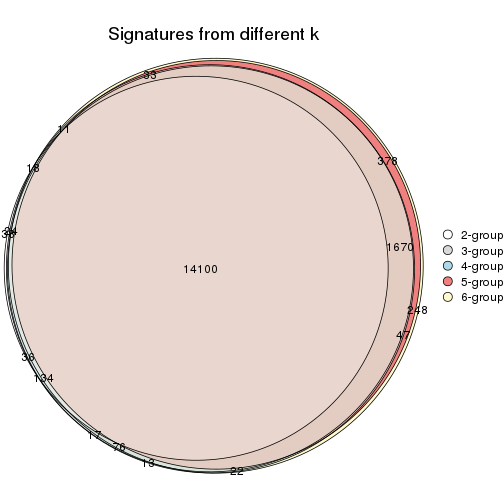 Signatures from different k
33
11
378
18
1670
14100
248
47
36
134
17
76
13
22
2-group
3-group
4-group
5-group
6-group